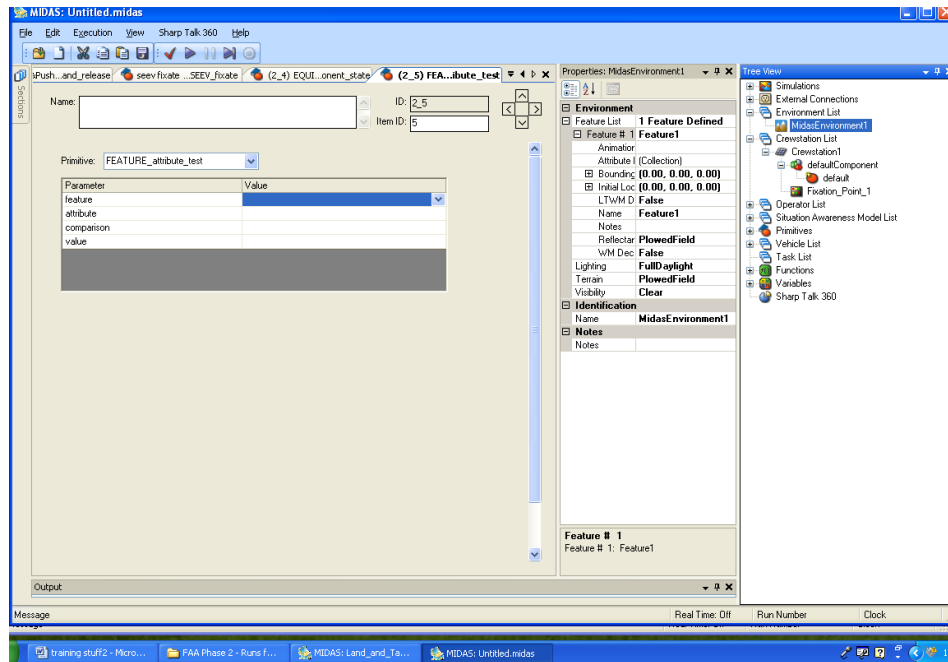 MIDAS: Untitled.midas
File Edit Execution View Sharp Talk 360 Help
Sections
Push...and_release seev fixate ...SEEV_fixate (2_4) EQUI...onent_state (2_5) FEA...ibute_test
Name:
ID: 2_5
Item ID: 5
Primitive: FEATURE_attribute_test
Parameter Value
feature
attribute
comparison
value
Output
Properties: MidasEnvironment1
Environment
Feature List 1 Feature Defined
Feature # 1 Feature1
Animatior
Attribute I (Collection)
Bounding (0.00, 0.00, 0.00)
Initial Loc (0.00, 0.00, 0.00)
LTWM D False
Name Feature1
Notes
Reflectar PlowedField
WM Dec False
Lighting FullDaylight
Terrain PlowedField
Visibility Clear
Identification
Name MidasEnvironment1
Notes
Notes
Feature # 1
Feature # 1: Feature1
Tree View
Simulations
External Connections
Environment List
MidasEnvironment1
Crewstation List
Crewstation1
defaultComponent
default
Fixation_Point_1
Operator List
Situation Awareness Model List
Primitives
Vehicle List
Task List
Functions
Variables
Sharp Talk 360
Message Real Time: Off Run Number Clock
training stuff2 - Micro... FAA Phase 2 - Runs f... MIDAS: Land_and_Ta... MIDAS: Untitled.midas